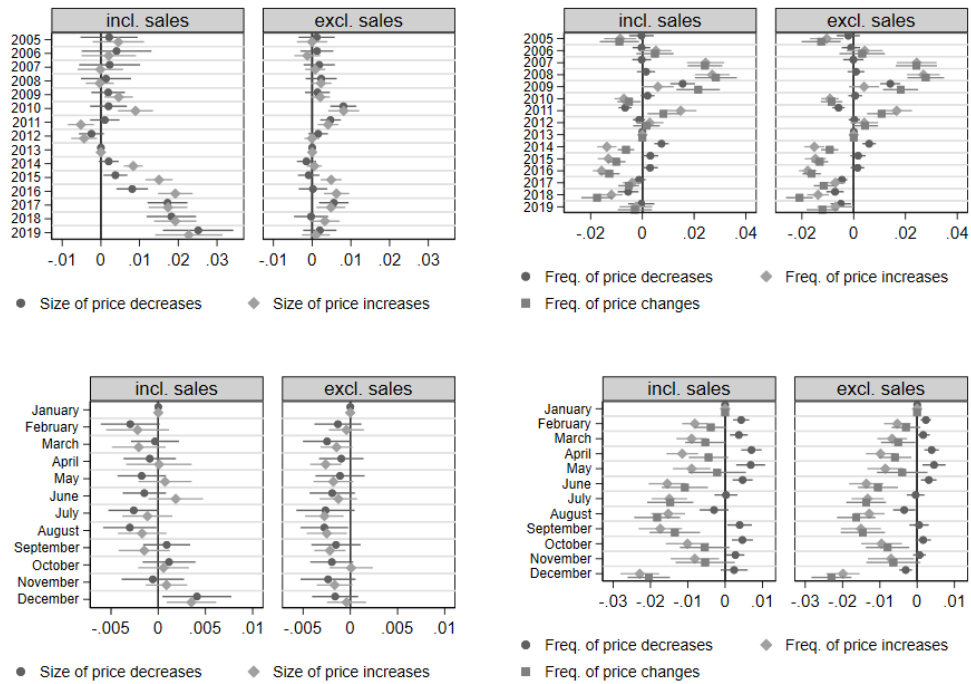 incl. sales excl. sales
2005
2006
2007
2008
2009
2010
2011
2012
2013
2014
2015
2016
2017
2018
2019
-.01 0 .01 .02 .03 -.01 0 .01 .02 .03
Size of price decreases Size of price increases
incl. sales excl. sales
2005
2006
2007
2008
2009
2010
2011
2012
2013
2014
2015
2016
2017
2018
2019
-.02 0 .02 .04 -.02 0 .02 .04
Freq. of price decreases Freq. of price increases
Freq. of price changes
incl. sales excl. sales
January
February
March
April
May
June
July
August
September
October
November
December
-.005 0 .005 .01 -.005 0 .005 .01
Size of price decreases Size of price increases
incl. sales excl. sales
January
February
March
April
May
June
July
August
September
October
November
December
-.03 -.02 -.01 0 .01 -.03 -.02 -.01 0 .01
Freq. of price decreases Freq. of price increases
Freq. of price changes